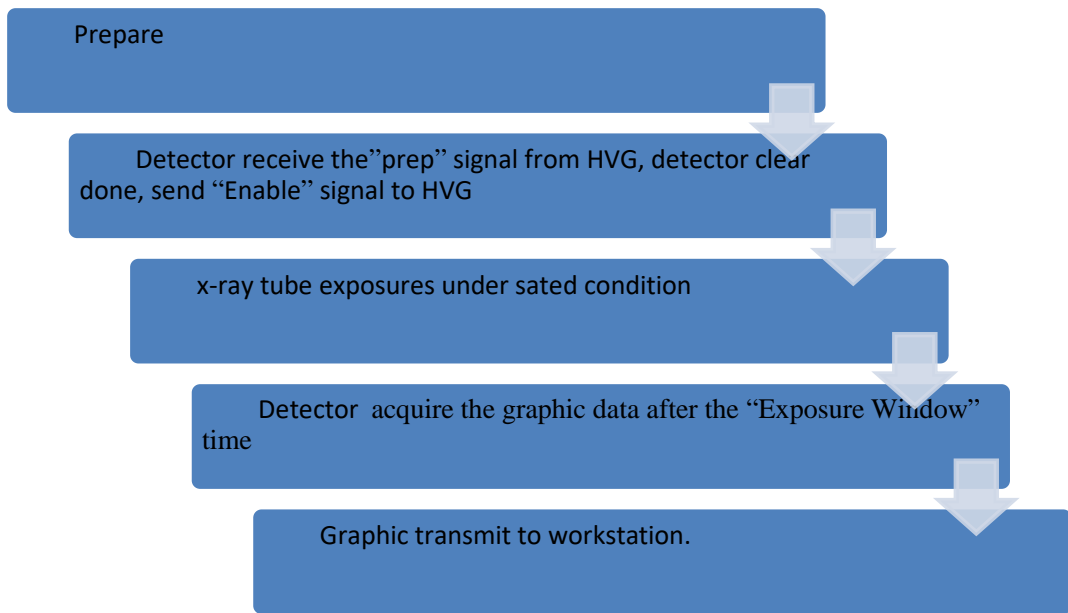 Prepare
Detector receive the”prep” signal from HVG, detector clear
done, send “Enable” signal to HVG
x-ray tube exposures under sated condition
Detector acquire the graphic data after the “Exposure Window”
time
Graphic transmit to workstation.